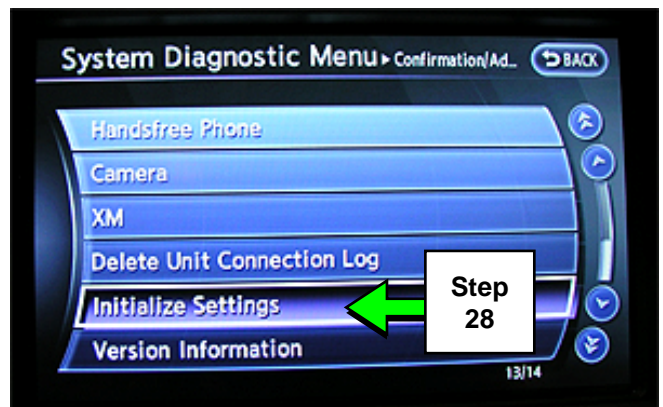 System Diagnostic Menu ▸ Confirmation/Ad… BACK
Handsfree Phone
Camera
XM
Delete Unit Connection Log
Initialize Settings
Version Information
Step
28
13/14